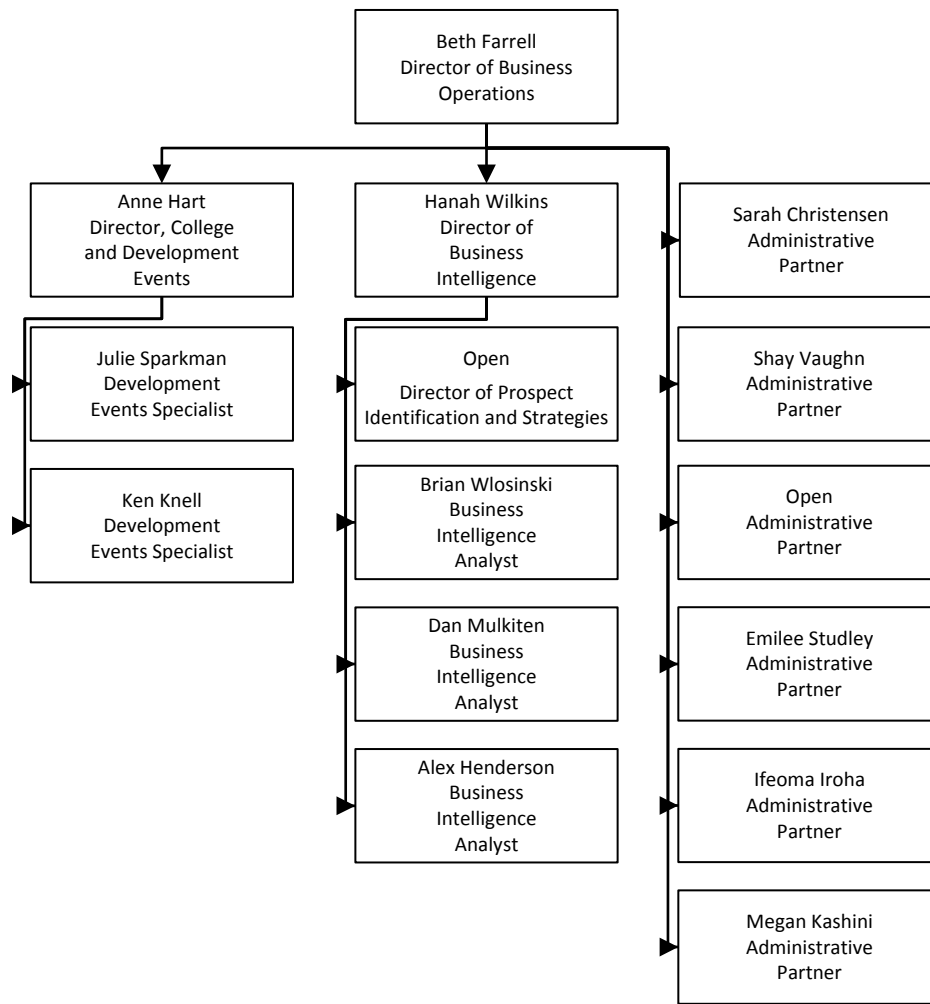 Beth Farrell
Director of Business
Operations
Anne Hart
Director, College
and Development
Events
Julie Sparkman
Development
Events Specialist
Ken Knell
Development
Events Specialist
Hanah Wilkins
Director of
Business
Intelligence
Open
Director of Prospect
Identification and Strategies
Brian Wlosinski
Business
Intelligence
Analyst
Dan Mulkiten
Business
Intelligence
Analyst
Alex Henderson
Business
Intelligence
Analyst
Sarah Christensen
Administrative
Partner
Shay Vaughn
Administrative
Partner
Open
Administrative
Partner
Emilee Studley
Administrative
Partner
Ifeoma Iroha
Administrative
Partner
Megan Kashini
Administrative
Partner